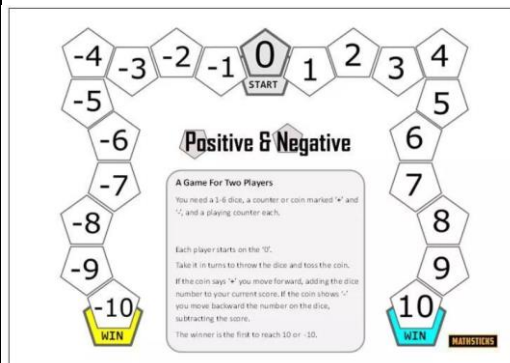 -4 -3 -2 -1 0 1 2 3 4
START
-5 5
-6 6
-7 7
-8 8
-9 9
-10 10
WIN WIN
Positive & Negative
A Game For Two Players
You need a 1-6 dice, a counter or coin marked '+' and
'-', and a playing counter each.
Each player starts on the '0'.
Take it in turns to throw the dice and toss the coin.
If the coin says '+' you move forward, adding the dice
number to your current score. If the coin shows '-'
you move backward the number on the dice,
subtracting the score.
The winner is the first to reach 10 or -10.
MATHSTICKS